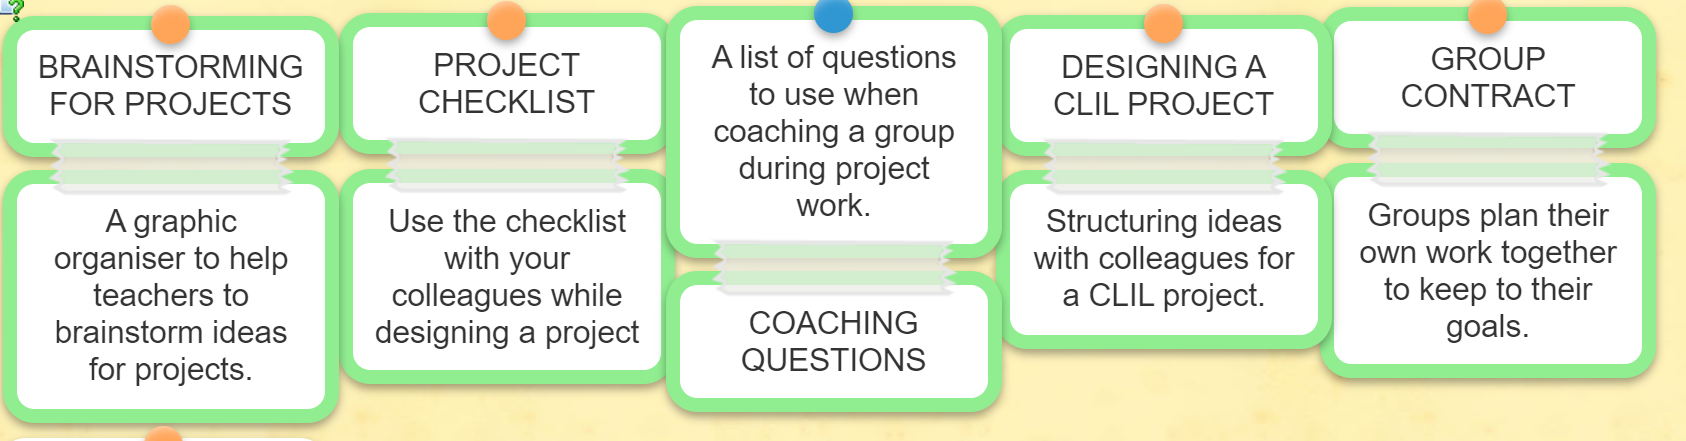 BRAINSTORMING
FOR PROJECTS
A graphic
organiser to help
teachers to
brainstorm ideas
for projects.
PROJECT
CHECKLIST
Use the checklist
with your
colleagues while
designing a project
A list of questions
to use when
coaching a group
during project
work.
COACHING
QUESTIONS
DESIGNING A
CLIL PROJECT
Structuring ideas
with colleagues for
a CLIL project.
GROUP
CONTRACT
Groups plan their
own work together
to keep to their
goals.